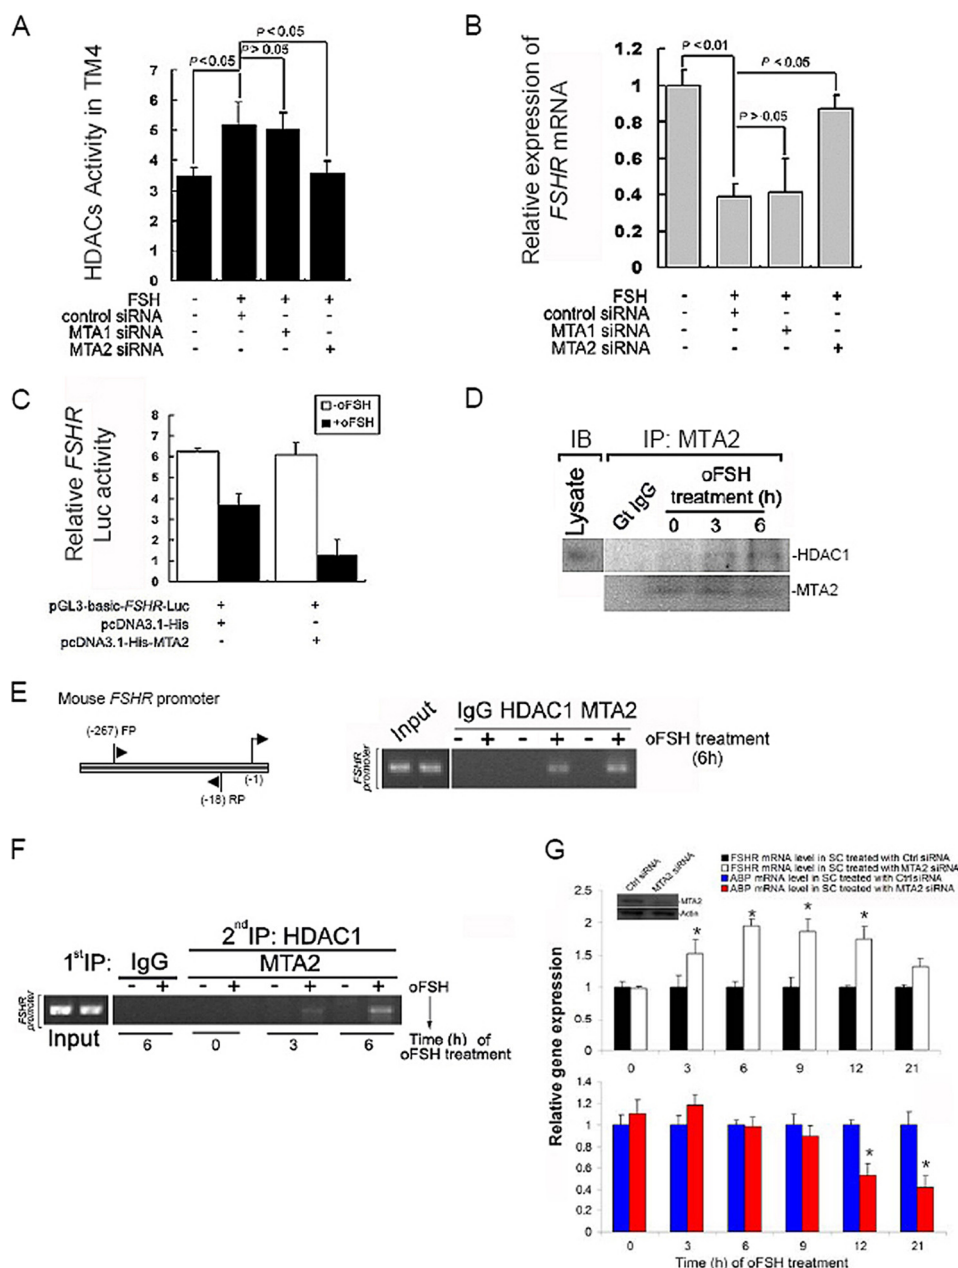 A
HDACs Activity in TM4
P<0.05
P<0.05
P>0.05
7
6
5
4
3
2
1
0
FSH - + + +
control siRNA - + - -
MTA1 siRNA - - + -
MTA2 siRNA - - - +
B
Relative expression of
FSHR mRNA
P<0.01
P<0.05
P>0.05
1.2
1
0.8
0.6
0.4
0.2
0
FSH - + + +
control siRNA - + - -
MTA1 siRNA - - + -
MTA2 siRNA - - - +
C
Relative FSHR
Luc activity
-oFSH
+oFSH
8
7
6
5
4
3
2
1
0
pGL3-basic-FSHR-Luc + +
pcDNA3.1-His + -
pcDNA3.1-His-MTA2 - +
D
IB
IP: MTA2
Lysate
Gt IgG
oFSH
treatment (h)
0 3 6
-HDAC1
-MTA2
E
Mouse FSHR promoter
(-267) FP
(-1)
(-18) RP
Input
IgG HDAC1 MTA2
- + - + - +
oFSH treatment
(6h)
FSHR
promoter
F
2nd IP: HDAC1
1st IP: IgG MTA2
- + - + - + - + oFSH
FSHR
promoter
Input
6 0 3 6
Time (h) of
oFSH treatment
G
Ctrl siRNA
MTA2 siRNA
-MTA2
-Actin
FSHR mRNA level in SC treated with Ctrl siRNA
FSHR mRNA level in SC treated with MTA2 siRNA
ABP mRNA level in SC treated with Ctrl siRNA
ABP mRNA level in SC treated with MTA2 siRNA
Relative gene expression
2.5
2
1.5
1
0.5
0
* * * *
0 3 6 9 12 21
1.4
1.2
1
0.8
0.6
0.4
0.2
0
* *
0 3 6 9 12 21
Time (h) of oFSH treatment